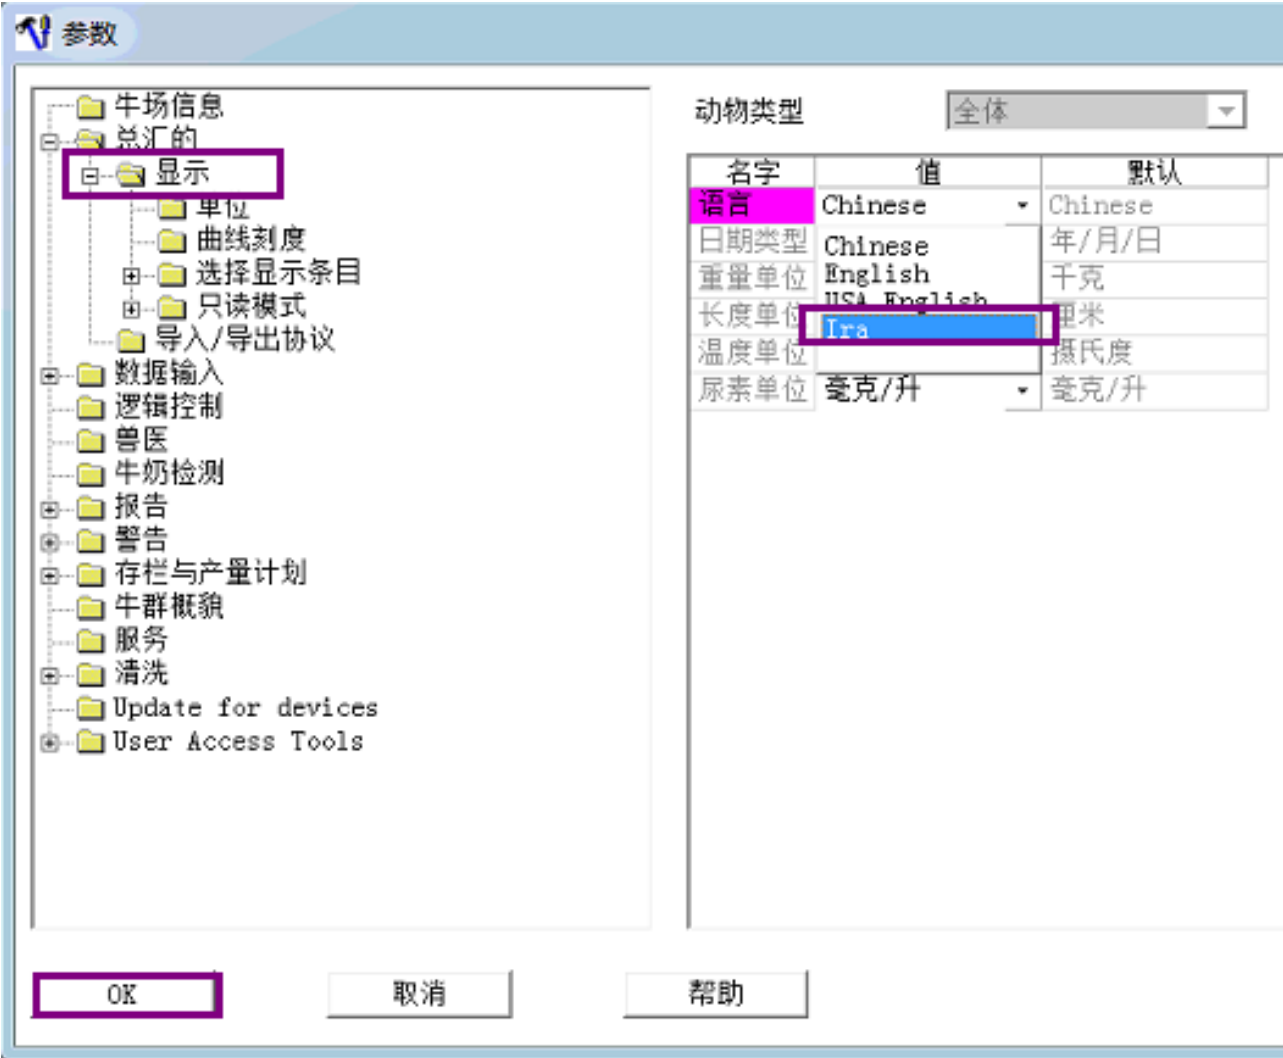 参数
牛场信息
总汇的
显示
单位
曲线刻度
选择显示条目
只读模式
导入/导出协议
数据输入
逻辑控制
兽医
牛奶检测
报告
警告
存栏与产量计划
牛群概貌
服务
清洗
Update for devices
User Access Tools
动物类型 全体
名字 值 默认
语言 Chinese Chinese
日期类型 年/月/日
重量单位 千克
长度单位 厘米
温度单位 摄氏度
尿素单位 毫克/升 毫克/升
Chinese
English
USA English
Ira
OK 取消 帮助